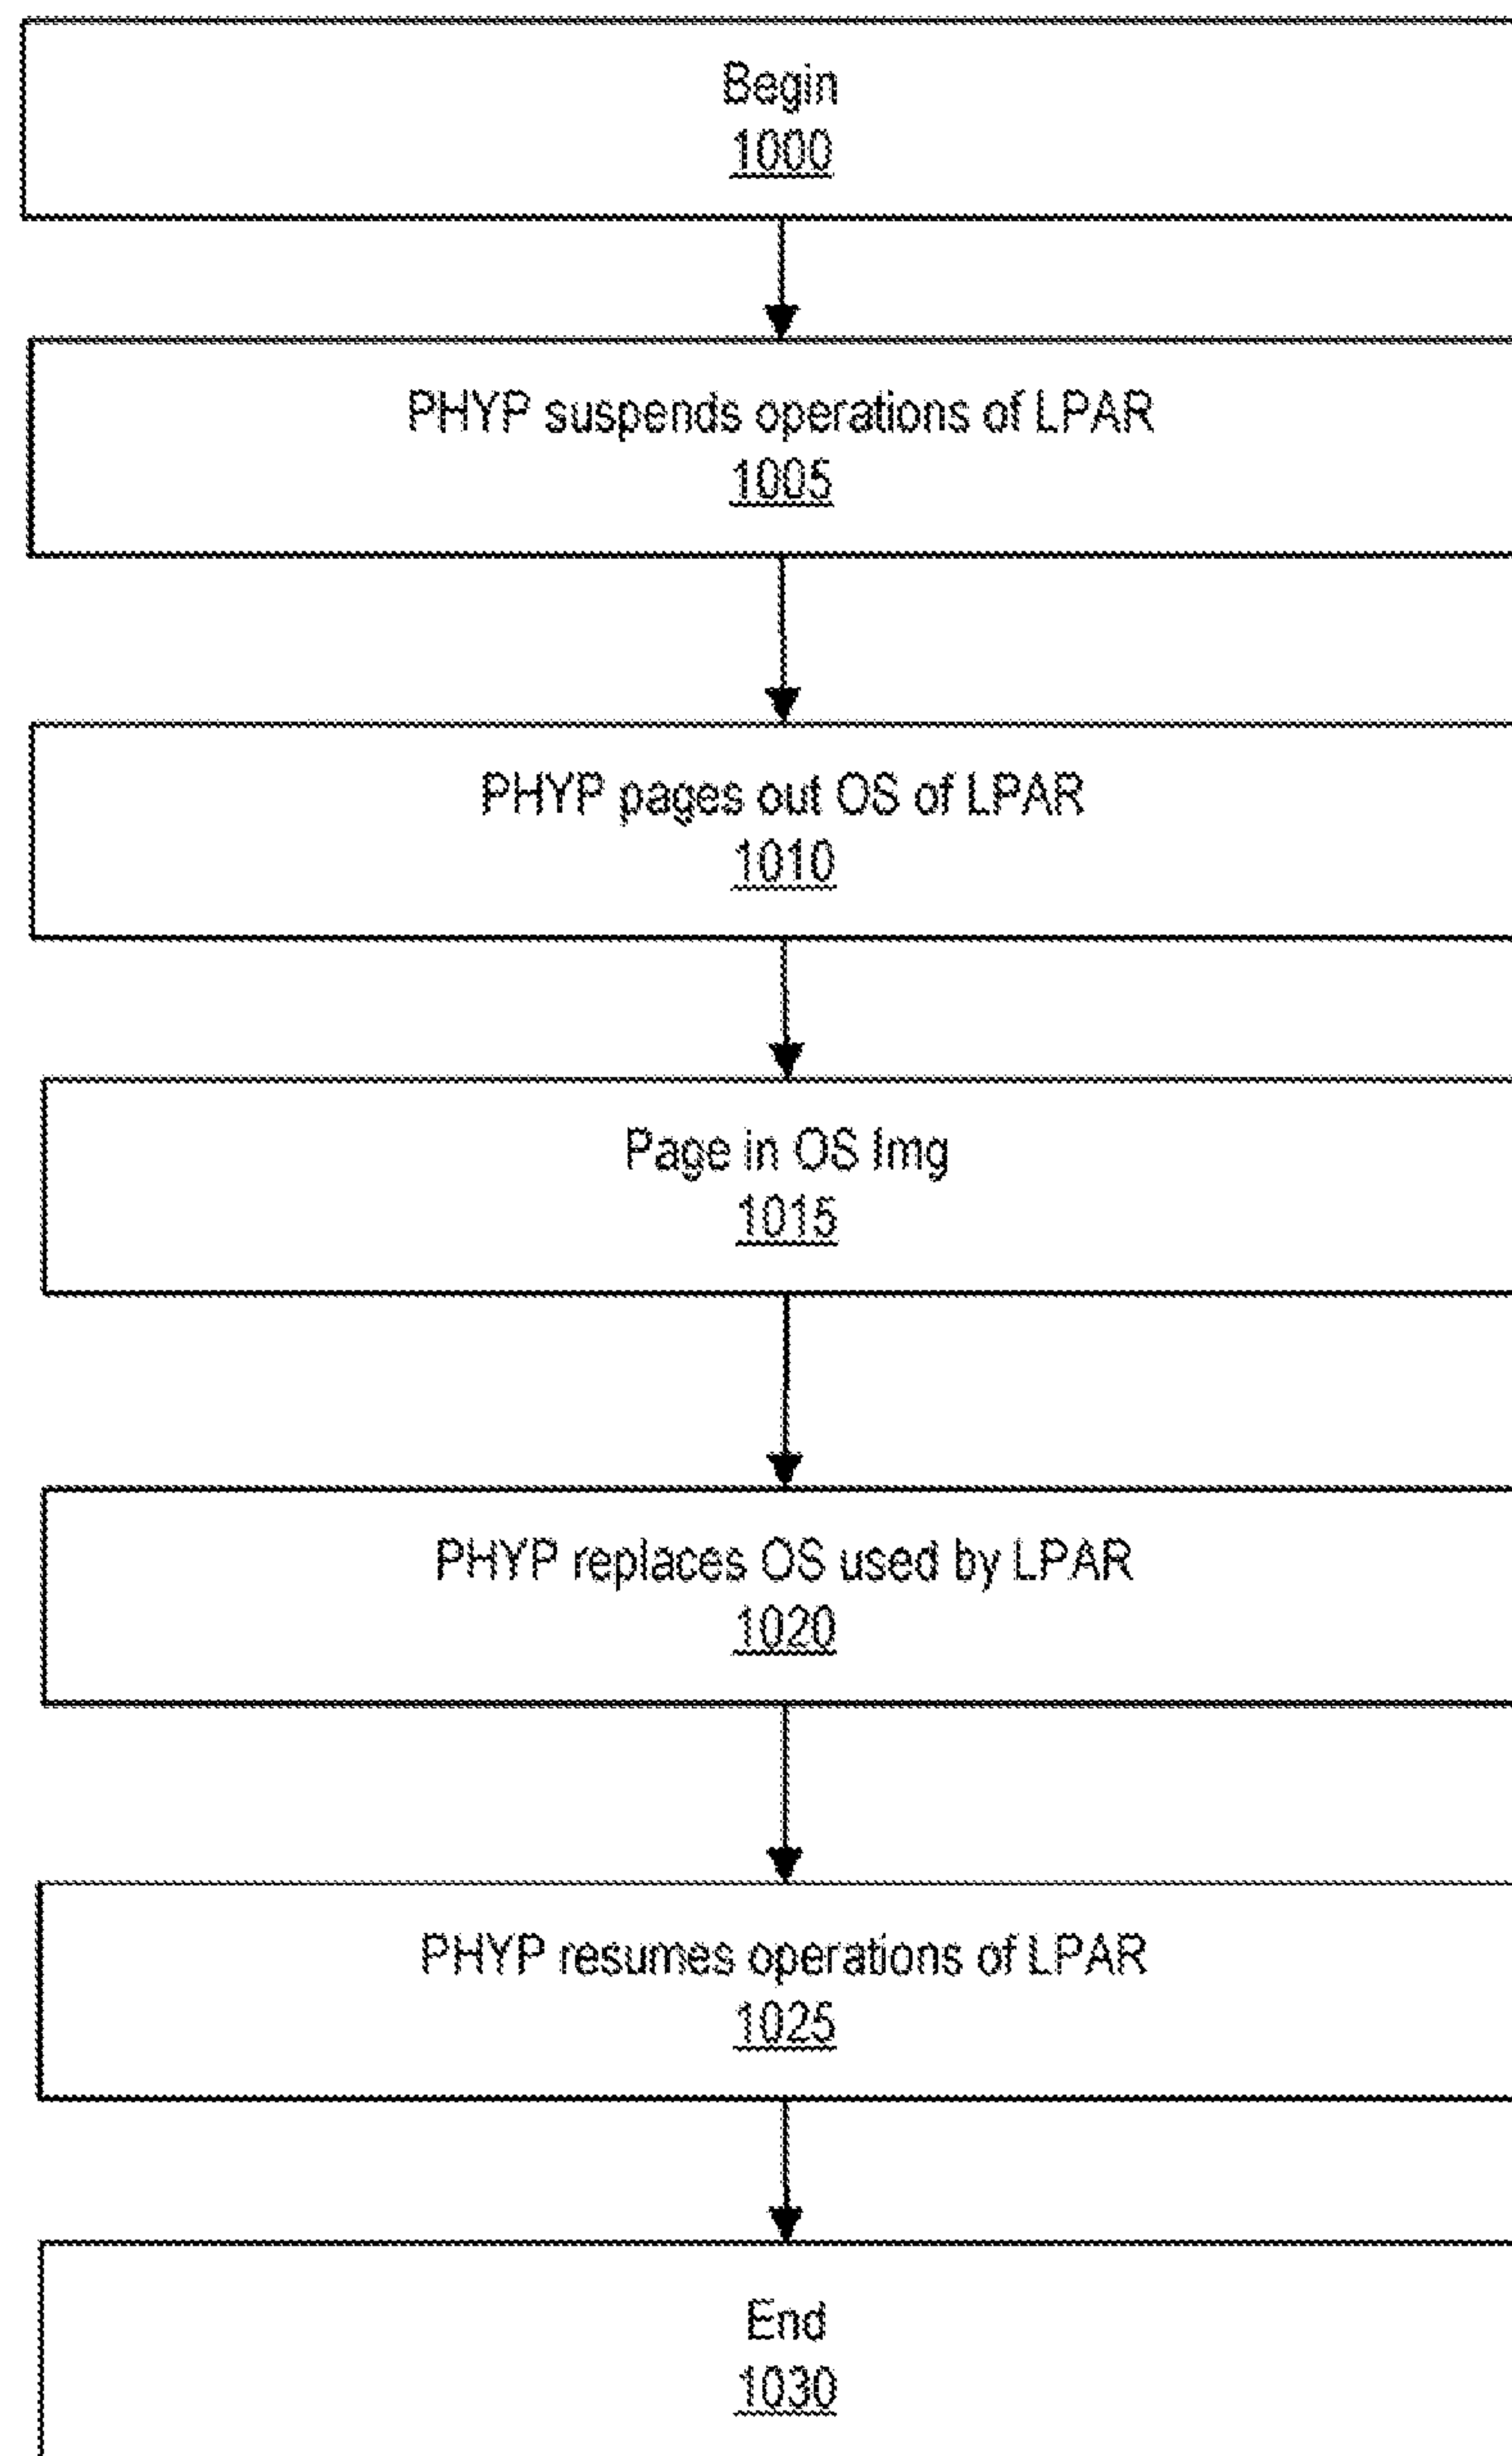 Begin
1000
PHYP suspends operations of LPAR
1005
PHYP pages out OS of LPAR
1010
Page in OS Img
1015
PHYP replaces OS used by LPAR
1020
PHYP resumes operations of LPAR
1025
End
1030